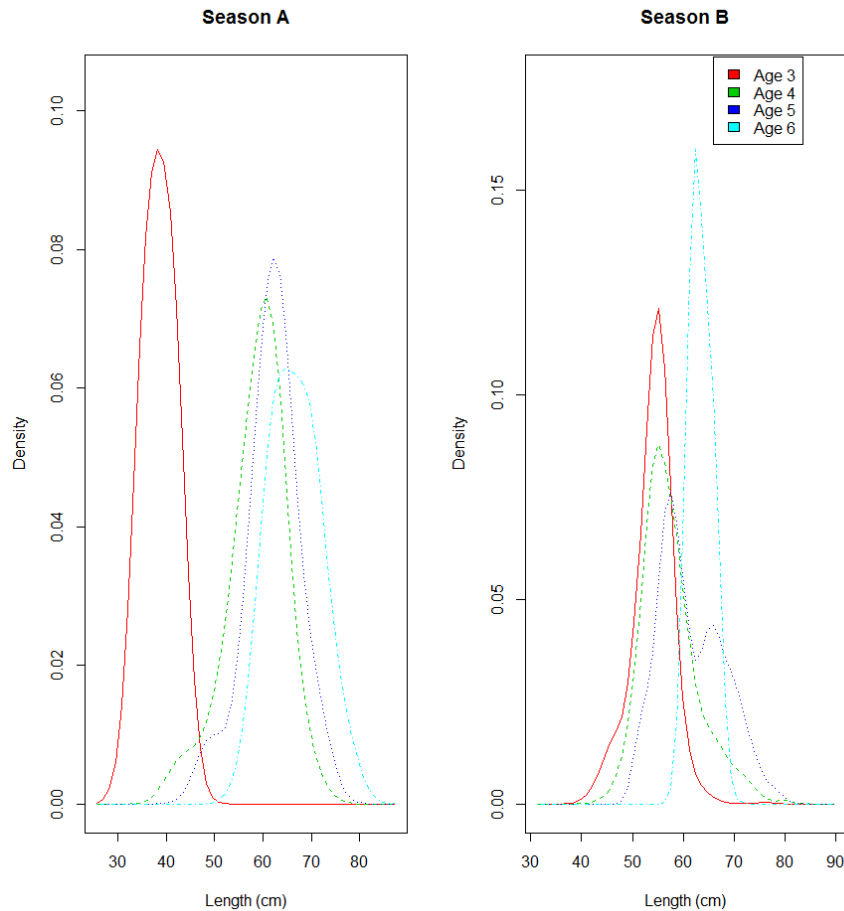 Season A
Density
0.00 0.02 0.04 0.06 0.08 0.10
30 40 50 60 70 80
Length (cm)
Season B
Age 3
Age 4
Age 5
Age 6
Density
0.00 0.05 0.10 0.15
30 40 50 60 70 80 90
Length (cm)